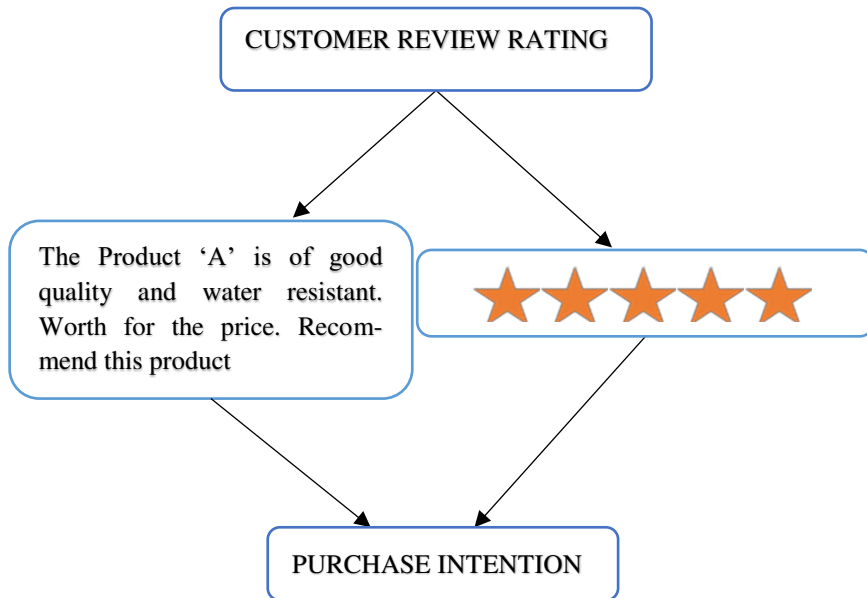 CUSTOMER REVIEW RATING
The Product ‘A’ is of good
quality and water resistant.
Worth for the price. Recom-
mend this product
PURCHASE INTENTION